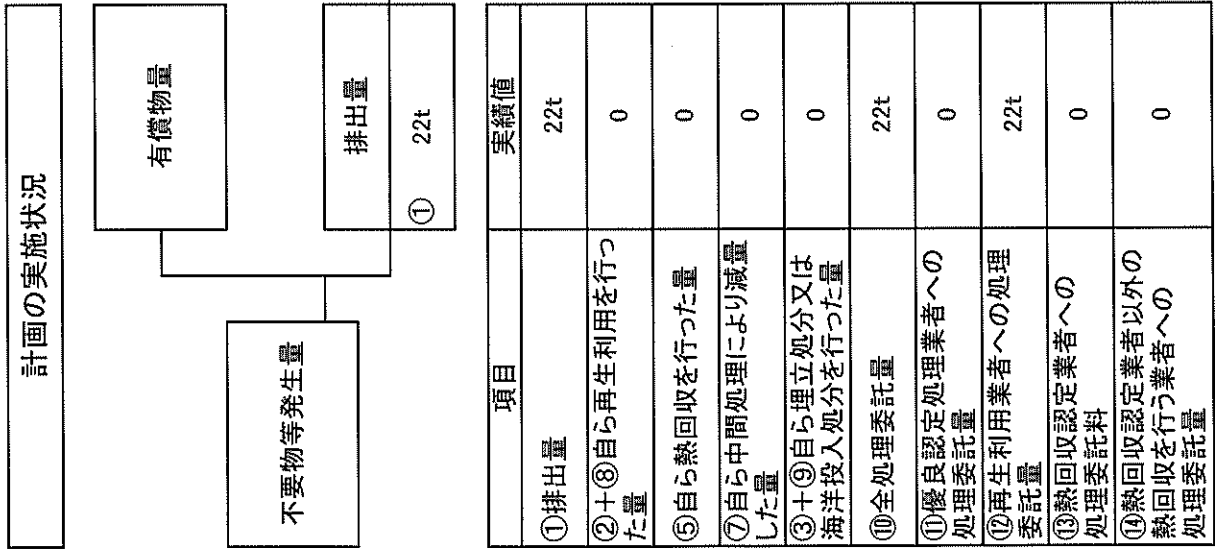 計画の実施状況
有償物量
不要物等発生量
排出量
① 22t
項目 実績値
①排出量 22t
②+⑧自ら再生利用を行っ
た量 0
⑤自ら熱回収を行った量 0
⑦自ら中間処理により減量
した量 0
③+⑨自ら埋立処分又は
海洋投入処分を行った量 0
⑩全処理委託量 22t
⑪優良認定処理業者への
処理委託量 0
⑫再生利用業者への処理
委託量 22t
⑬熱回収認定業者への
処理委託料 0
⑭熱回収認定業者以外の
熱回収を行う業者への
処理委託量 0